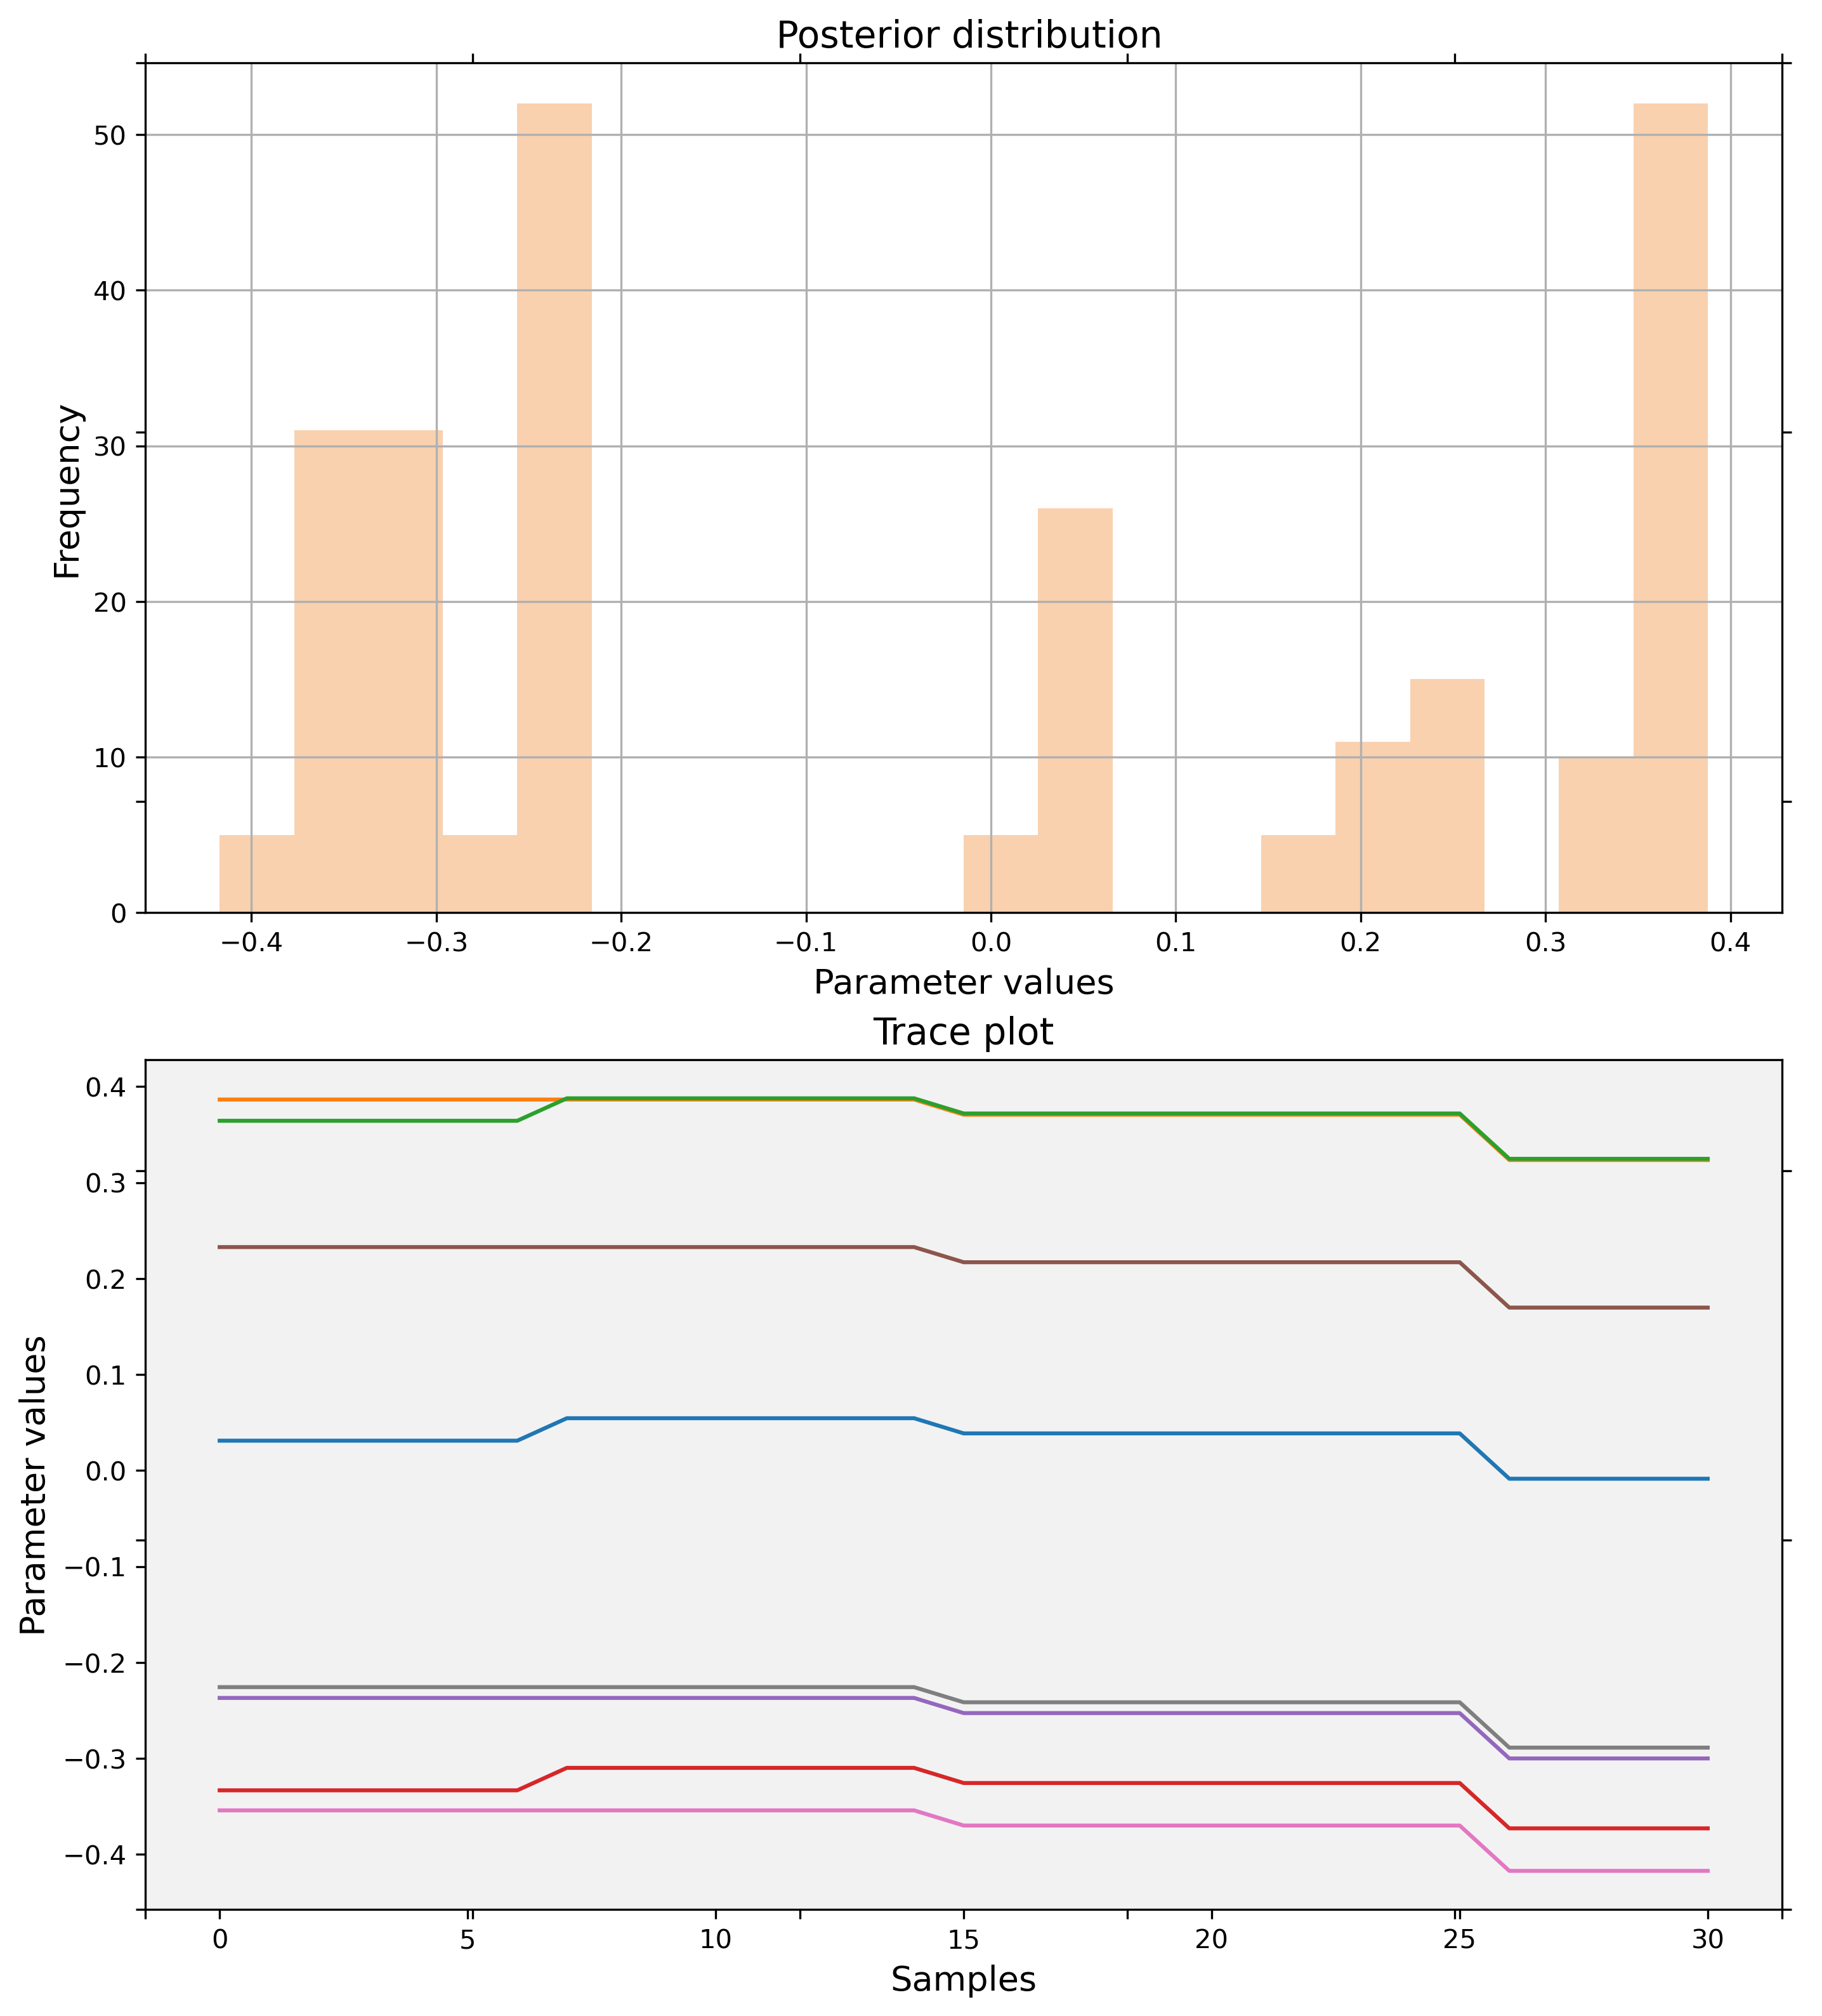 Posterior distribution
50
40
30
20
10
0
Frequency
−0.4 −0.3 −0.2 −0.1 0.0 0.1 0.2 0.3 0.4
Parameter values
Trace plot
0.4
0.3
0.2
0.1
0.0
−0.1
−0.2
−0.3
−0.4
Parameter values
0 5 10 15 20 25 30
Samples